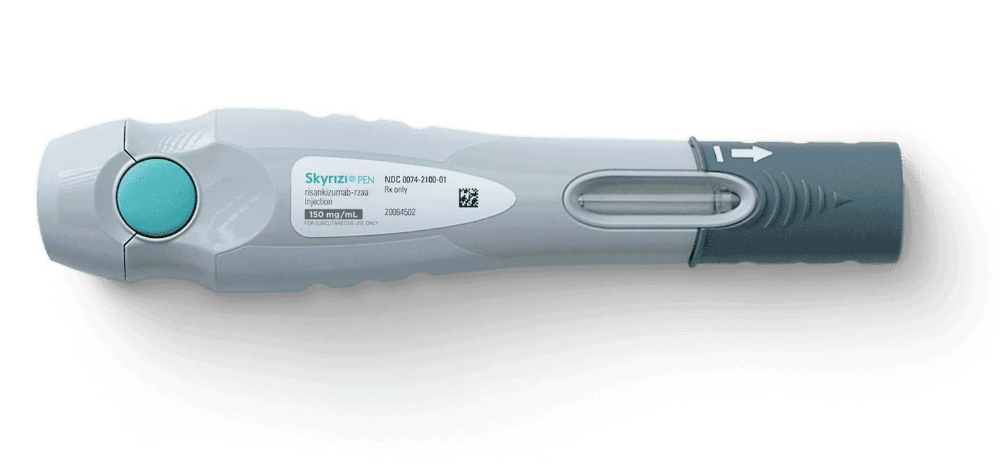 Skyrizi® PEN
risankizumab-rzaa
Injection
150 mg/mL
FOR SUBCUTANEOUS USE ONLY
NDC 0074-2100-01
Rx only
20064502